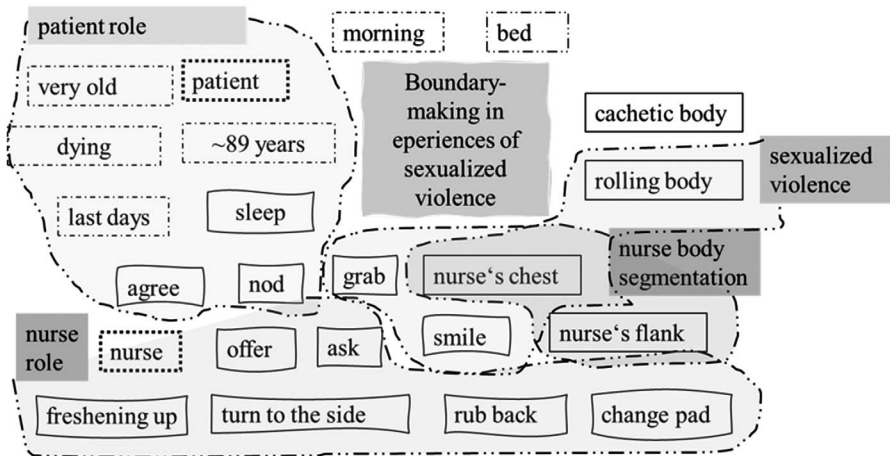 patient role
morning
bed
very old
patient
Boundary-
making in
eperiences of
sexualized
violence
cachetic body
dying
~89 years
rolling body
sexualized
violence
last days
sleep
nurse body
segmentation
agree
nod
grab
nurse‘s chest
nurse
role
nurse
offer
ask
smile
nurse‘s flank
freshening up
turn to the side
rub back
change pad